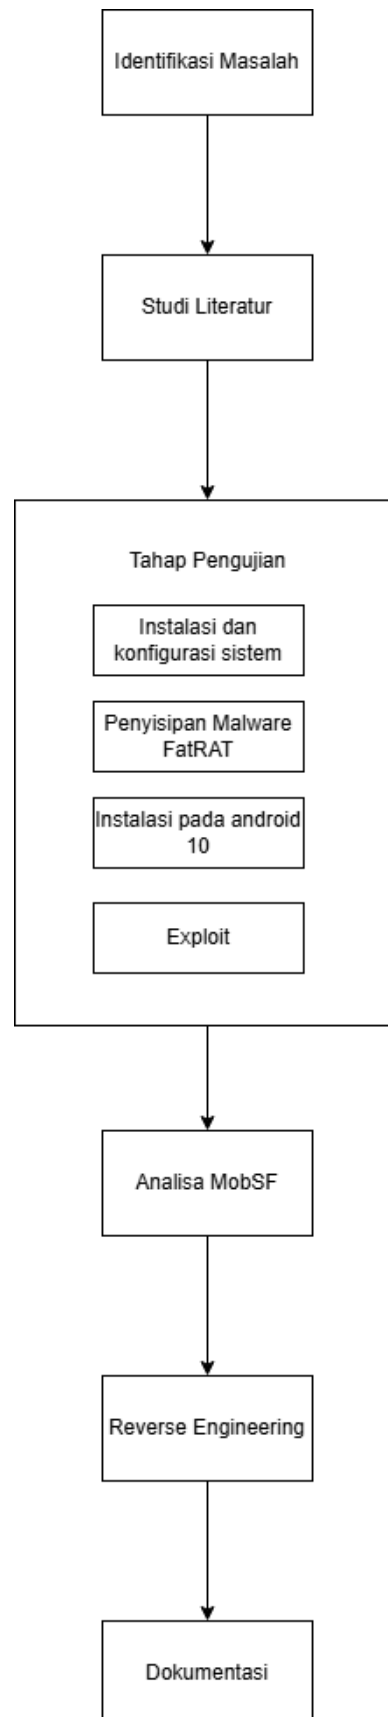 Identifikasi Masalah
Studi Literatur
Tahap Pengujian
Instalasi dan
konfigurasi sistem
Penyisipan Malware
FatRAT
Instalasi pada android
10
Exploit
Analisa MobSF
Reverse Engineering
Dokumentasi